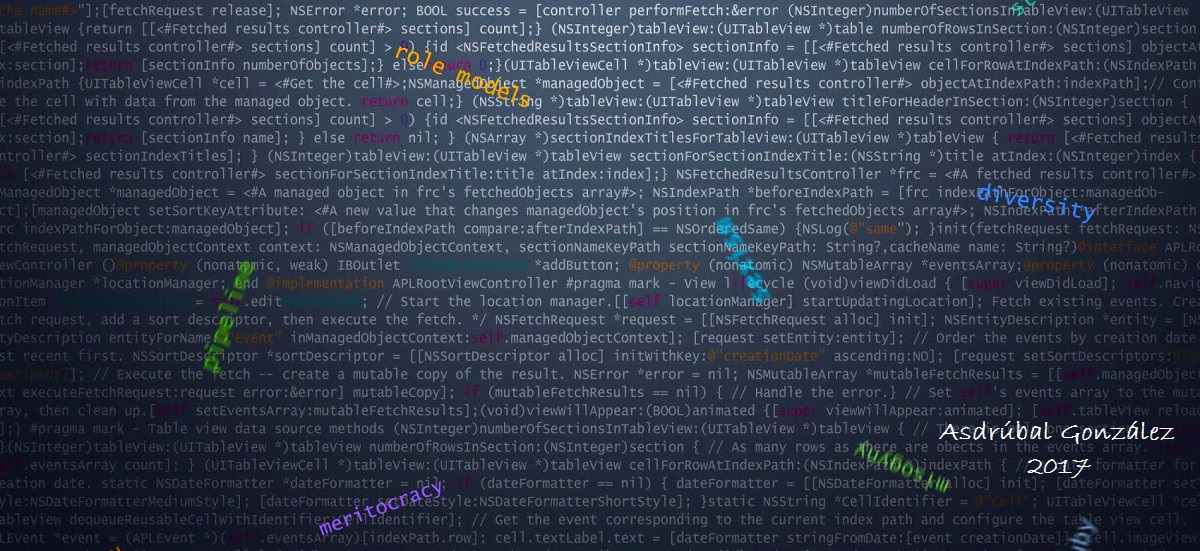 che name#>"];[fetchRequest release]; NSError *error; BOOL success = [controller performFetch:&error (NSInteger)numberOfSectionsInTableView:(UITableView
tableView {return [[<#Fetched results controller#> sections] count];} (NSInteger)tableView:(UITableView *)table numberOfRowsInSection:(NSInteger)
[<#Fetched results controller#> sections] count] > 0) {id <NSFetchedResultsSectionInfo> sectionInfo = [[<#Fetched results controller#> sections] objectA
x:section];return [sectionInfo numberOfObjects];} else return 0;}(UITableViewCell *)tableView:(UITableView *)tableView cellForRowAtIndexPath:(NSIndexPath
role models
indexPath {UITableViewCell *cell = <#Get the cell#>;NSManagedObject *managedObject = [<#Fetched results controller#> objectAtIndexPath:indexPath];// Con
e the cell with data from the managed object. return cell;} (NSString *)tableView:(UITableView *)tableView titleForHeaderInSection:(NSInteger)section {
[<#Fetched results controller#> sections] count] > 0) {id <NSFetchedResultsSectionInfo> sectionInfo = [[<#Fetched results controller#> sections] objectA
x:section];return [sectionInfo name]; } else return nil; } (NSArray *)sectionIndexTitlesForTableView:(UITableView *)tableView { return [<#Fetched results
ontroller#> sectionIndexTitles]; } (NSInteger)tableView:(UITableView *)tableView sectionForSectionIndexTitle:(NSString *)title atIndex:(NSInteger)index {
[<#Fetched results controller#> sectionForSectionIndexTitle:title atIndex:index];} NSFetchedResultsController *frc = <#A fetched results controller#>
ManagedObject *managedObject = <#A managed object in frc's fetchedObjects array#>; NSIndexPath *beforeIndexPath = [frc indexPathForObject:managedOb-
diversity
ct];[managedObject setSortKeyAttribute: <#A new value that changes managedObject's position in frc's fetchedObjects array#>; NSIndexPath *afterIndexPath
rc indexPathForObject:managedObject]; if ([beforeIndexPath compare:afterIndexPath] == NSOrderedSame) {NSLog(@"same"); }init(fetchRequest fetchRequest: NS
tchRequest, managedObjectContext context: NSManagedObjectContext, sectionNameKeyPath sectionNameKeyPath: String?,cacheName name: String?)@interface APLR
sexism
ewController ()@property (nonatomic, weak) IBOutlet *addButton; @property (nonatomic) NSMutableArray *eventsArray;@property (nonatomic)
pipeline
tionManager *locationManager; end @implementation APLRootViewController #pragma mark - View lifecycle (void)viewDidLoad { [super viewDidLoad]; self.navi
onItem .edit // Start the location manager.[[self locationManager] startUpdatingLocation]; Fetch existing events. Crea
tch request, add a sort descriptor, then execute the fetch. */ NSFetchRequest *request = [[NSFetchRequest alloc] init]; NSEntityDescription *entity = [N
tyDescription entityForName:@"Event" inManagedObjectContext:self.managedObjectContext]; [request setEntity:entity]; // Order the events by creation date
st recent first. NSSortDescriptor *sortDescriptor = [[NSSortDescriptor alloc] initWithKey:@"creationDate" ascending:NO]; [request setSortDescriptors:
]; // Execute the fetch -- create a mutable copy of the result. NSError *error = nil; NSMutableArray *mutableFetchResults = [[self.managedObject
xt executeFetchRequest:request error:&error] mutableCopy]; if (mutableFetchResults == nil) { // Handle the error.} // Set self's events array to the muta
ray, then clean up.[self setEventsArray:mutableFetchResults];(void)viewWillAppear:(BOOL)animated {[super viewWillAppear:animated]; [self.tableView reloa
];} #pragma mark - Table view data source methods (NSInteger)numberOfSectionsInTableView:(UITableView *)tableView {
Asdrúbal González
}(NSInteger)tableView:(UITableView *)tableView numberOfRowsInSection:(NSInteger)section { // As many rows as there are objects in the events array.
misogyny
2017
.eventsArray count]; } (UITableViewCell *)tableView:(UITableView *)tableView cellForRowAtIndexPath:(NSIndexPath *)indexPath { // formatter for
eation date. static NSDateFormatter *dateFormatter = nil; if (dateFormatter == nil) { dateFormatter = [[NSDateFormatter alloc] init]; [dateFormatter set
meritocracy
tyle:NSDateFormatterMediumStyle]; [dateFormatter setDateStyle:NSDateFormatterShortStyle]; }static NSString *CellIdentifier = @"Cell"; UITableViewCell *ce
ableView dequeueReusableCellWithIdentifier:CellIdentifier]; // Get the event corresponding to the current index path and configure the table view cell.
LEvent *event = (APLEvent *)(self.eventsArray)[indexPath.row]; cell.textLabel.text = [dateFormatter stringFromDate:[event creationDate]]; cell.imageView